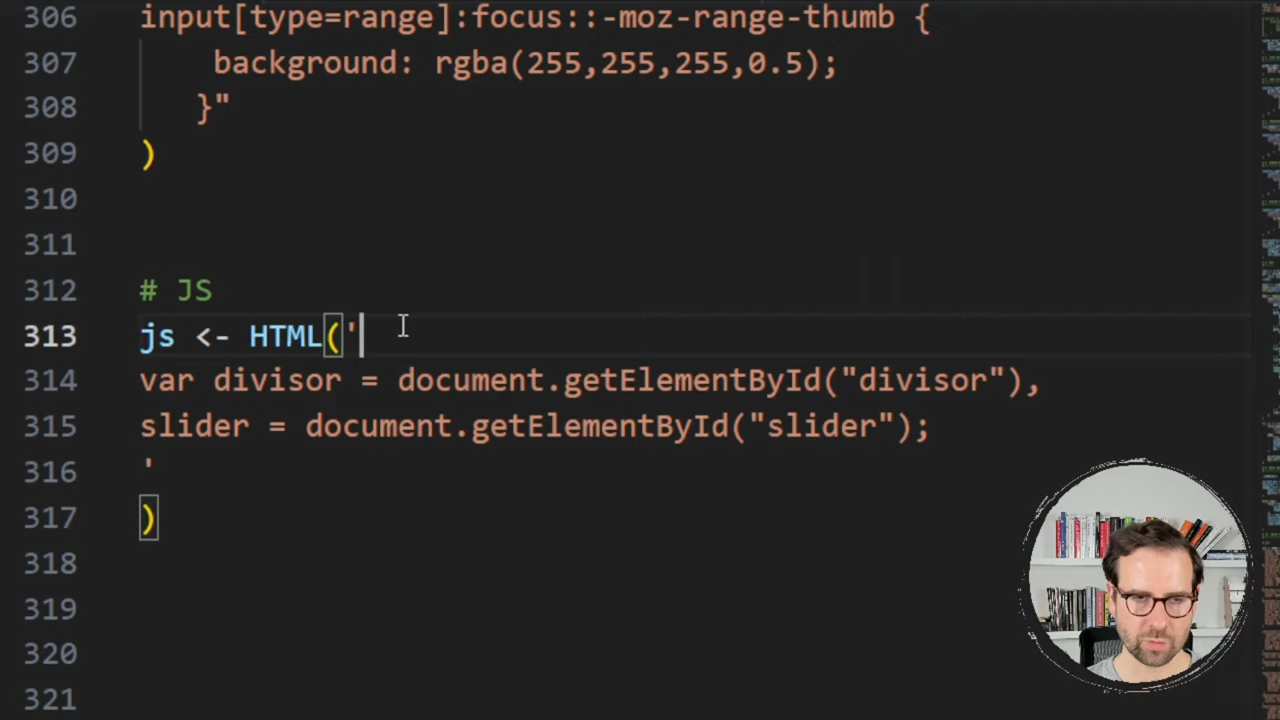 306 input[type=range]:focus::-moz-range-thumb {
307 background: rgba(255,255,255,0.5);
308 }"
309 )
310
311
312 # JS
313 js <- HTML('
314 var divisor = document.getElementById("divisor"),
315 slider = document.getElementById("slider");
316 '
317 )
318
319
320
321